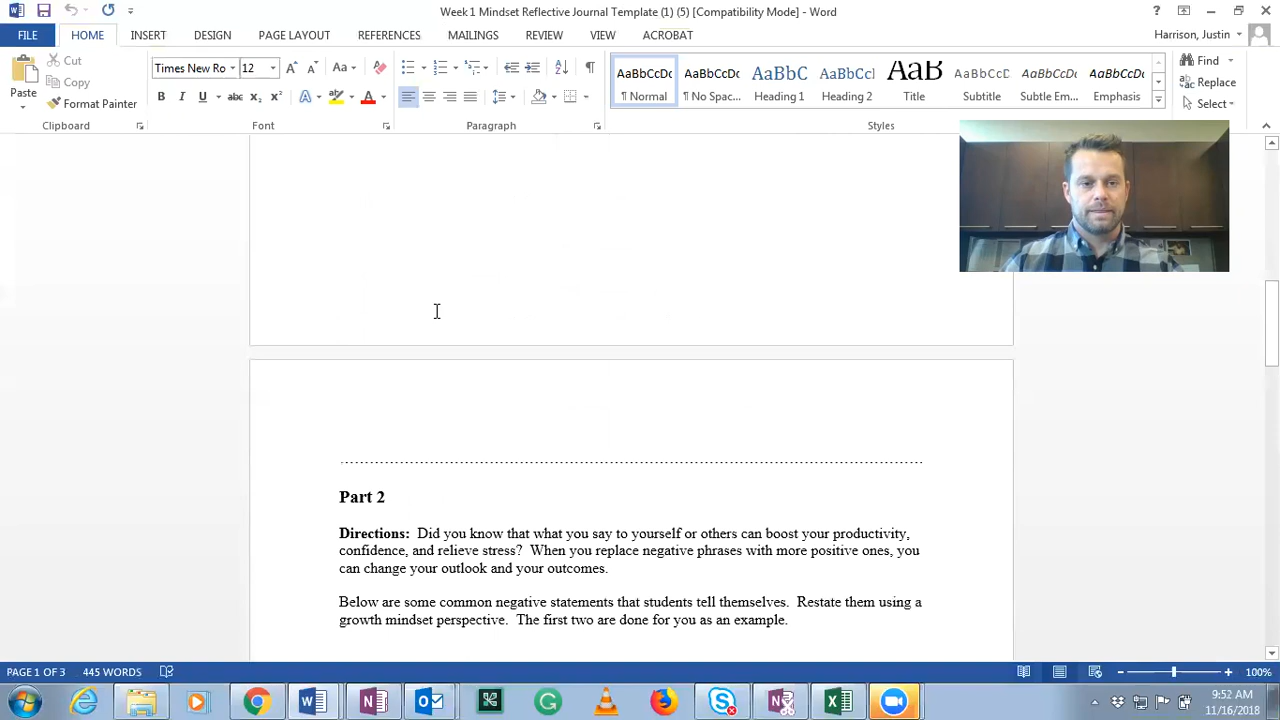 Week 1 Mindset Reflective Journal Template (1) (5) [Compatibility Mode] - Word
FILE HOME INSERT DESIGN PAGE LAYOUT REFERENCES MAILINGS REVIEW VIEW ACROBAT Harrison, Justin
Cut
Copy
Format Painter
Paste
Clipboard
Times New Ro 12
Font
Paragraph
AaBbCcDc AaBbCcDc AaBbC AaBbCcI AaB AaBbCcD AaBbCcDc AaBbCcDc
¶ Normal ¶ No Spac... Heading 1 Heading 2 Title Subtitle Subtle Em... Emphasis
Styles
Find
Replace
Select
Part 2
Directions: Did you know that what you say to yourself or others can boost your productivity,
confidence, and relieve stress? When you replace negative phrases with more positive ones, you
can change your outlook and your outcomes.
Below are some common negative statements that students tell themselves. Restate them using a
growth mindset perspective. The first two are done for you as an example.
PAGE 1 OF 3 445 WORDS 100%
9:52 AM
11/16/2018